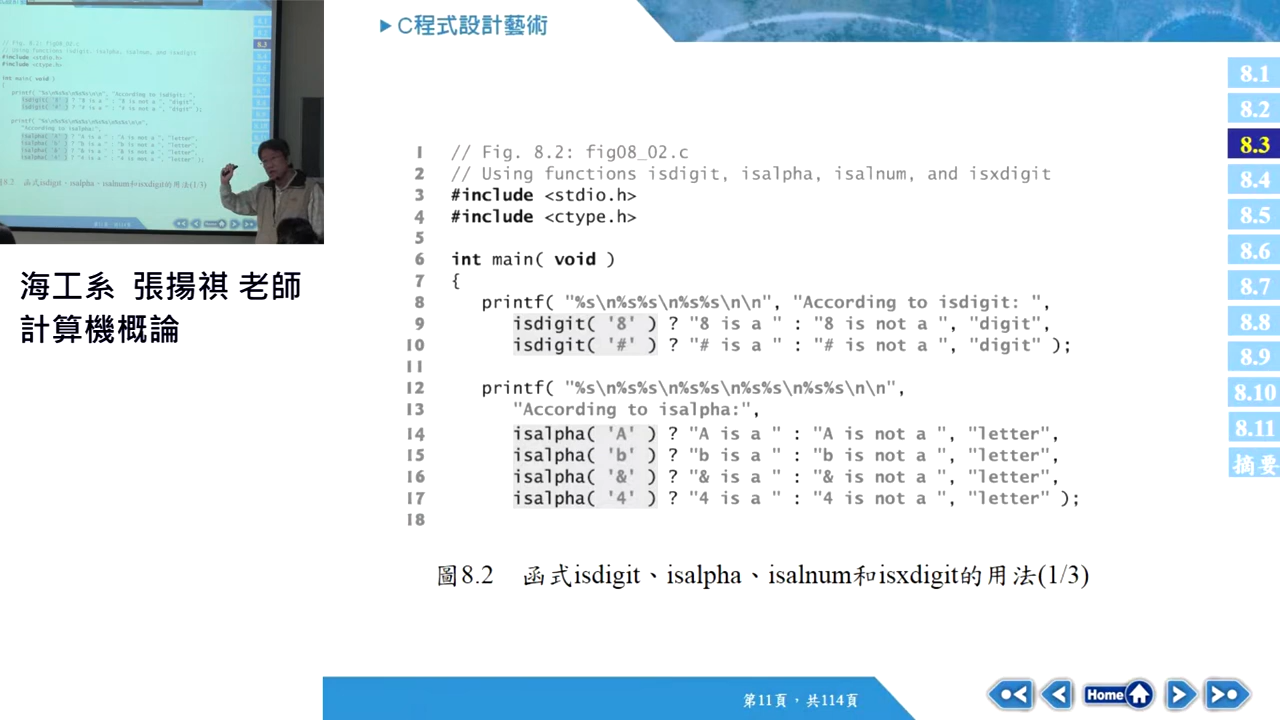 C程式設計藝術
海工系 張揚祺 老師
計算機概論
1 // Fig. 8.2: fig08_02.c
2 // Using functions isdigit, isalpha, isalnum, and isxdigit
3 #include <stdio.h>
4 #include <ctype.h>
5
6 int main( void )
7 {
8 printf( "%s\n%s%s\n%s%s\n\n", "According to isdigit: ",
9 isdigit( '8' ) ? "8 is a " : "8 is not a ", "digit",
10 isdigit( '#' ) ? "# is a " : "# is not a ", "digit" );
11
12 printf( "%s\n%s%s\n%s%s\n%s%s\n%s%s\n\n",
13 "According to isalpha:",
14 isalpha( 'A' ) ? "A is a " : "A is not a ", "letter",
15 isalpha( 'b' ) ? "b is a " : "b is not a ", "letter",
16 isalpha( '&' ) ? "& is a " : "& is not a ", "letter",
17 isalpha( '4' ) ? "4 is a " : "4 is not a ", "letter" );
18
圖8.2 函式isdigit、isalpha、isalnum和isxdigit的用法(1/3)
8.1
8.2
8.3
8.4
8.5
8.6
8.7
8.8
8.9
8.10
8.11
摘要
第11頁，共114頁
Home